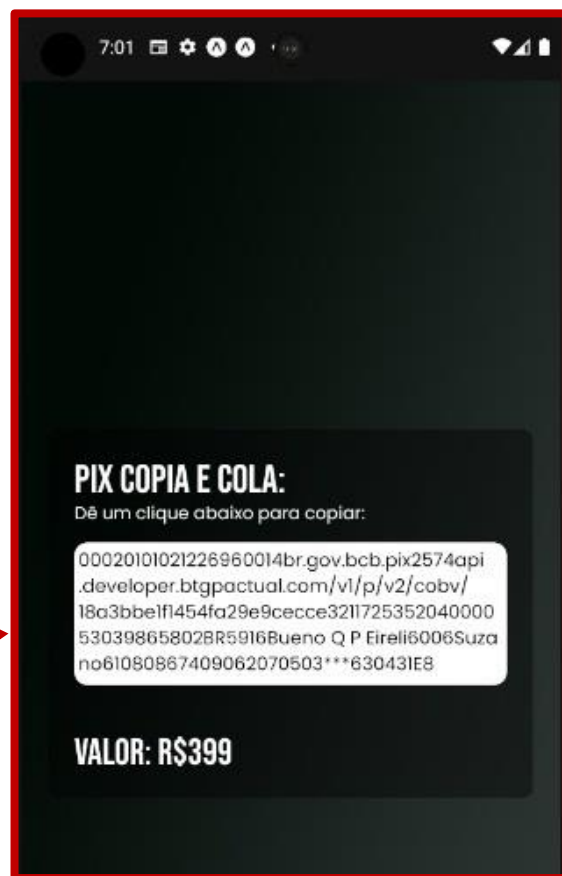 7:01
PIX COPIA E COLA:
Dê um clique abaixo para copiar:
00020101021226960014br.gov.bcb.pix2574api
.developer.btgpactual.com/v1/p/v2/cobv/
18a3bbe1f1454fa29e9cecce3211725352040000
53039865802BR5916Bueno Q P Eireli6006Suza
no61080867409062070503***630431E8
VALOR: R$399